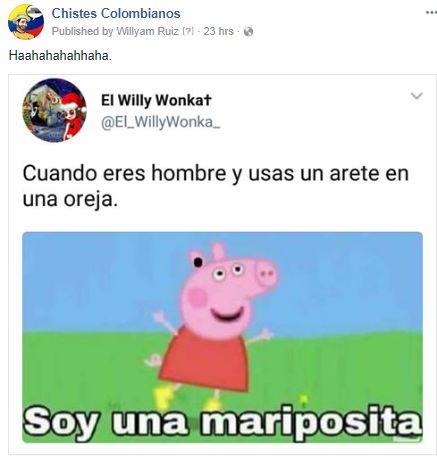 Chistes Colombianos
Published by Willyam Ruiz [?] · 23 hrs ·
Haahahahahhaha.
El Willy Wonka✝
@El_WillyWonka_
Cuando eres hombre y usas un arete en
una oreja.
Soy una mariposita